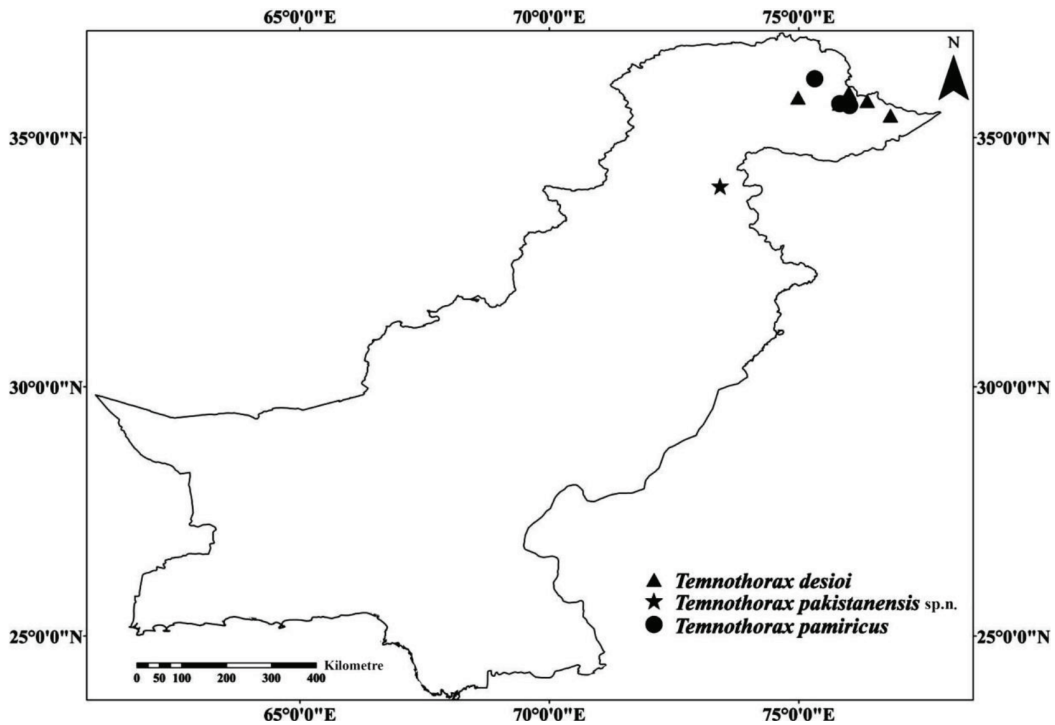 65°0'0"E 70°0'0"E 75°0'0"E
N
35°0'0"N 35°0'0"N
30°0'0"N 30°0'0"N
Temnothorax desioi
Temnothorax pakistanensis sp.n.
Temnothorax pamiricus
25°0'0"N 25°0'0"N
Kilometre
0 50 100 200 300 400
65°0'0"E 70°0'0"E 75°0'0"E